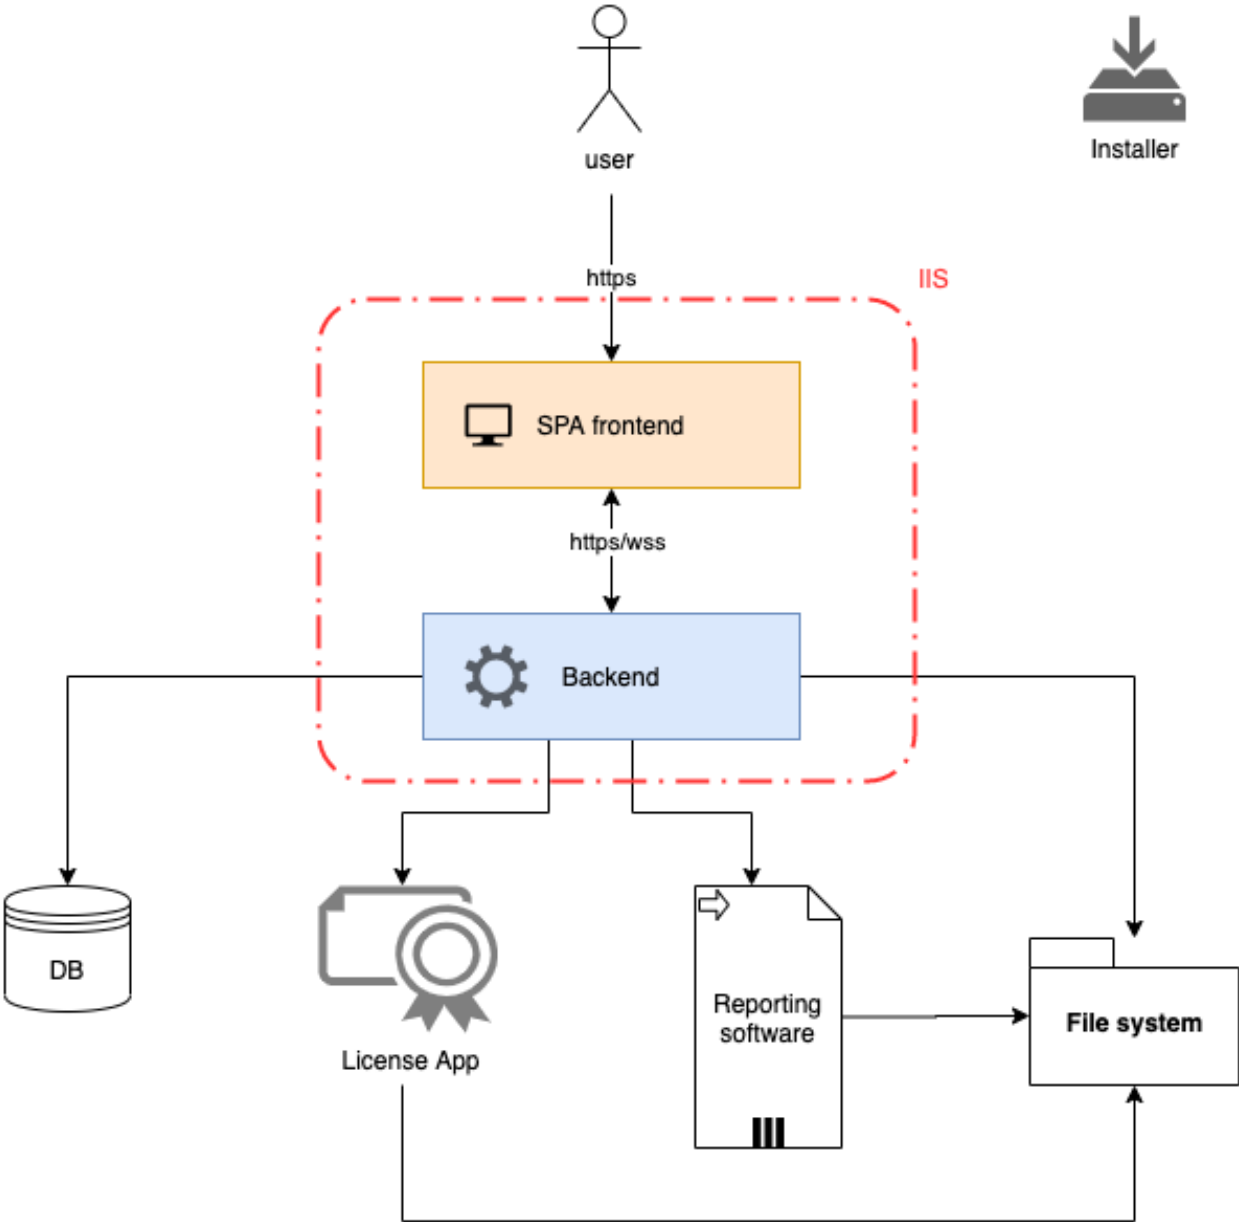 user
Installer
https
IIS
SPA frontend
https/wss
Backend
DB
License App
Reporting
software
File system